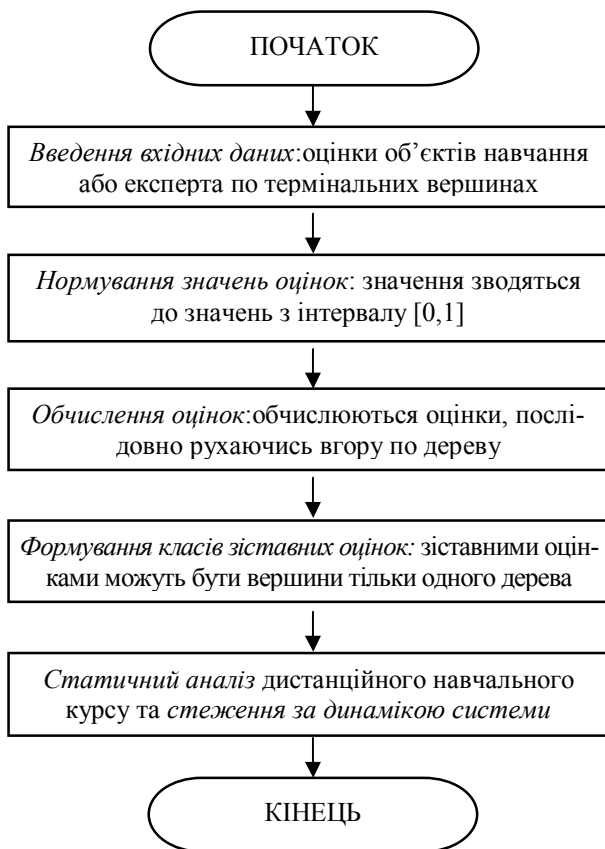 ПОЧАТОК
Введення вхідних даних:оцінки об’єктів навчання
або експерта по термінальних вершинах
Нормування значень оцінок: значення зводяться
до значень з інтервалу [0,1]
Обчислення оцінок:обчислюються оцінки, послі-
довно рухаючись вгору по дереву
Формування класів зіставних оцінок: зіставними оцін-
ками можуть бути вершини тільки одного дерева
Статичний аналіз дистанційного навчального
курсу та стеження за динамікою системи
КІНЕЦЬ